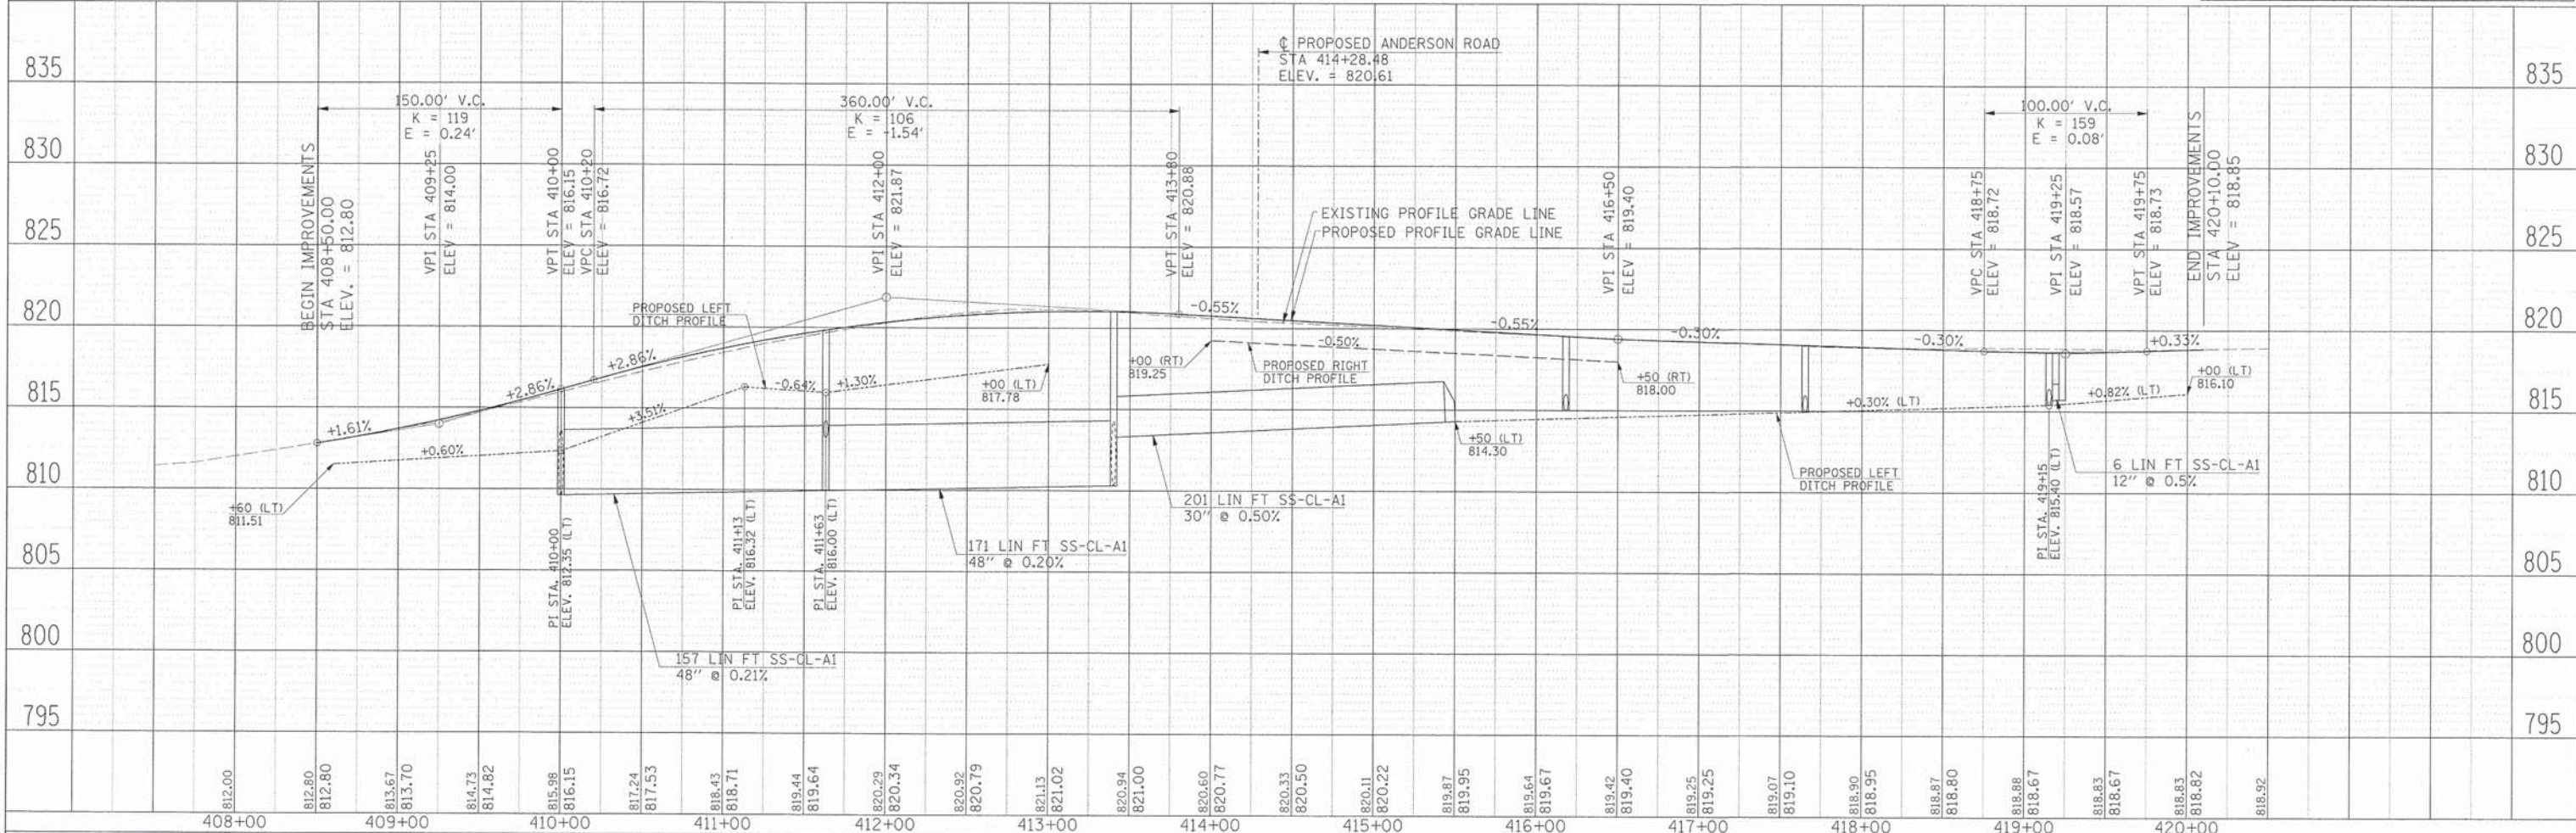 ℄ PROPOSED ANDERSON ROAD
STA 414+28.48
ELEV. = 820.61
835
835
830
830
825
825
820
820
815
815
810
810
805
805
800
800
795
795
150.00' V.C.
K = 119
E = 0.24'
360.00' V.C.
K = 106
E = -1.54'
100.00' V.C.
K = 159
E = 0.08'
BEGIN IMPROVEMENTS
STA 408+50.00
ELEV. = 812.80
VPI STA 409+25
ELEV = 814.00
VPT STA 410+00
ELEV = 816.15
VPC STA 410+20
ELEV = 816.72
VPI STA 412+00
ELEV = 821.87
VPT STA 413+80
ELEV = 820.88
EXISTING PROFILE GRADE LINE
PROPOSED PROFILE GRADE LINE
VPI STA 416+50
ELEV = 819.40
VPC STA 418+75
ELEV = 818.72
VPI STA 419+25
ELEV = 818.57
VPT STA 419+75
ELEV = 818.73
END IMPROVEMENTS
STA 420+10.00
ELEV = 818.85
PROPOSED LEFT
DITCH PROFILE
+1.61%
+2.86%
+2.86%
-0.55%
-0.55%
-0.30%
-0.30%
+0.33%
+0.60%
+3.51%
-0.64%
+1.30%
+00 (LT)
817.78
+00 (RT)
819.25
-0.50%
PROPOSED RIGHT
DITCH PROFILE
+50 (RT)
818.00
+0.30% (LT)
+0.82% (LT)
+00 (LT)
816.10
+60 (LT)
811.51
+50 (LT)
814.30
PROPOSED LEFT
DITCH PROFILE
6 LIN FT SS-CL-A1
12" @ 0.5%
201 LIN FT SS-CL-A1
30" @ 0.50%
171 LIN FT SS-CL-A1
48" @ 0.20%
157 LIN FT SS-CL-A1
48" @ 0.21%
PI STA. 410+00
ELEV. 812.35 (LT)
PI STA. 411+13
ELEV. 816.32 (LT)
PI STA. 411+63
ELEV. 816.00 (LT)
PI STA. 419+15
ELEV. 815.40 (LT)
812.00
812.80
812.80
813.67
813.70
814.73
814.82
815.98
816.15
817.24
817.53
818.43
818.71
819.44
819.64
820.29
820.34
820.92
820.79
821.13
821.02
820.94
821.00
820.60
820.77
820.33
820.50
820.11
820.22
819.87
819.95
819.64
819.67
819.42
819.40
819.25
819.25
819.07
819.10
818.90
818.95
818.87
818.80
818.88
818.67
818.83
818.67
818.83
818.82
818.92
408+00
409+00
410+00
411+00
412+00
413+00
414+00
415+00
416+00
417+00
418+00
419+00
420+00